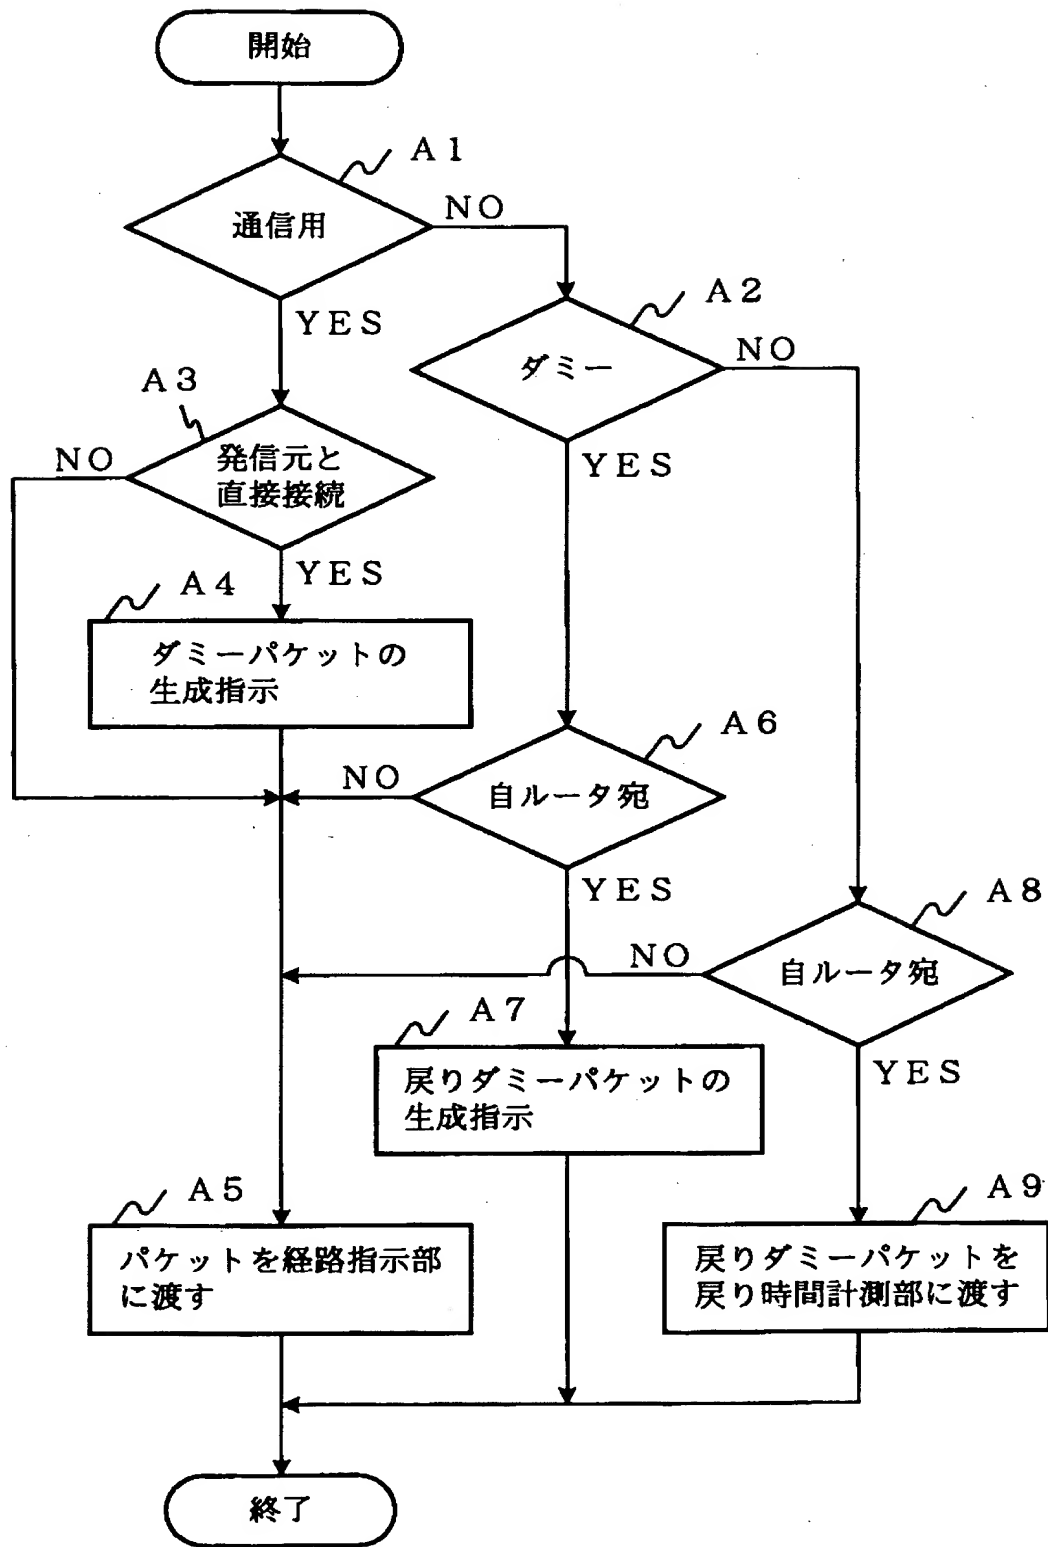 開始
A1
通信用
NO
YES
A2
ダミー
NO
YES
A3
発信元と
直接接続
NO
YES
A4
ダミーパケットの
生成指示
A6
自ルータ宛
NO
YES
A8
自ルータ宛
NO
YES
A7
戻りダミーパケットの
生成指示
A5
パケットを経路指示部
に渡す
A9
戻りダミーパケットを
戻り時間計測部に渡す
終了